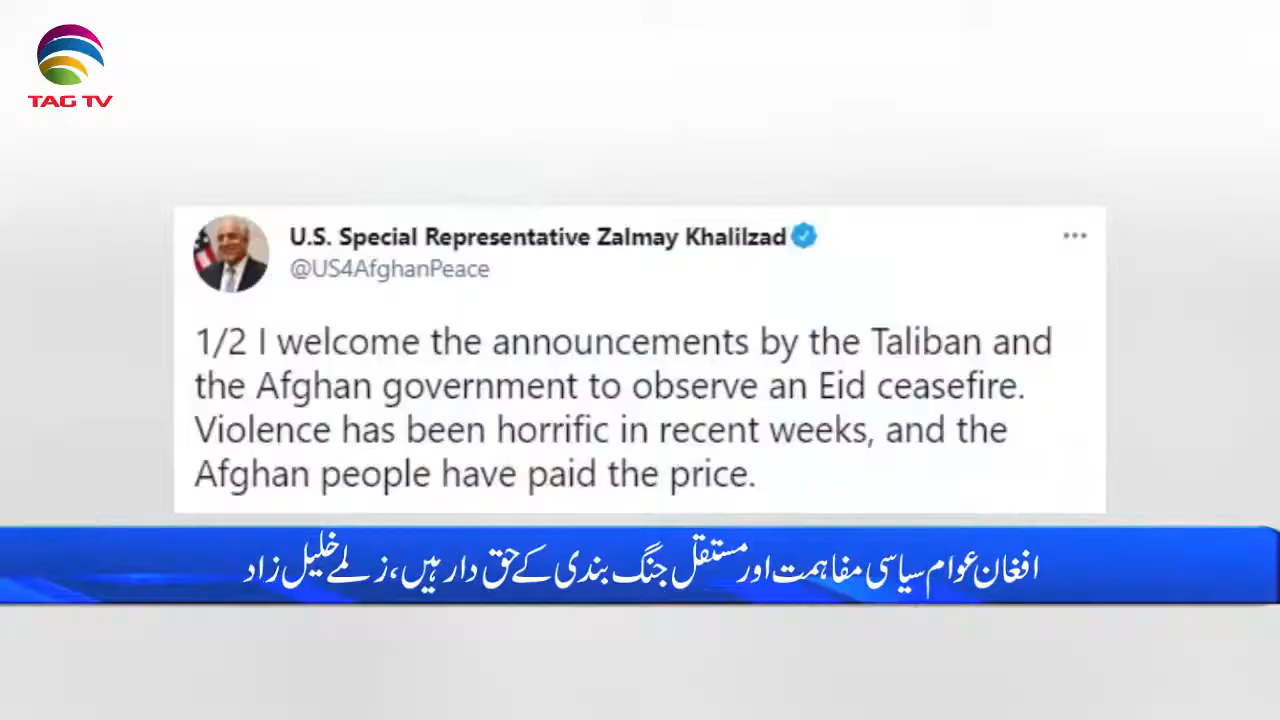 TAG TV
U.S. Special Representative Zalmay Khalilzad
@US4AfghanPeace
1/2 I welcome the announcements by the Taliban and
the Afghan government to observe an Eid ceasefire.
Violence has been horrific in recent weeks, and the
Afghan people have paid the price.
افغان عوام سیاسی مفاہمت اور مستقل جنگ بندی کے حق دار ہیں، زلمے خلیل زاد